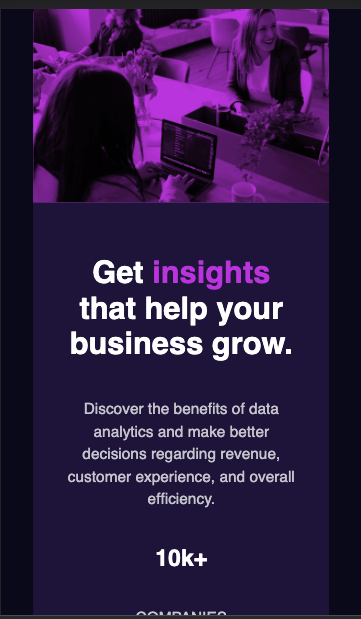 Get insights
that help your
business grow.
Discover the benefits of data
analytics and make better
decisions regarding revenue,
customer experience, and overall
efficiency.
10k+
COMPANIES